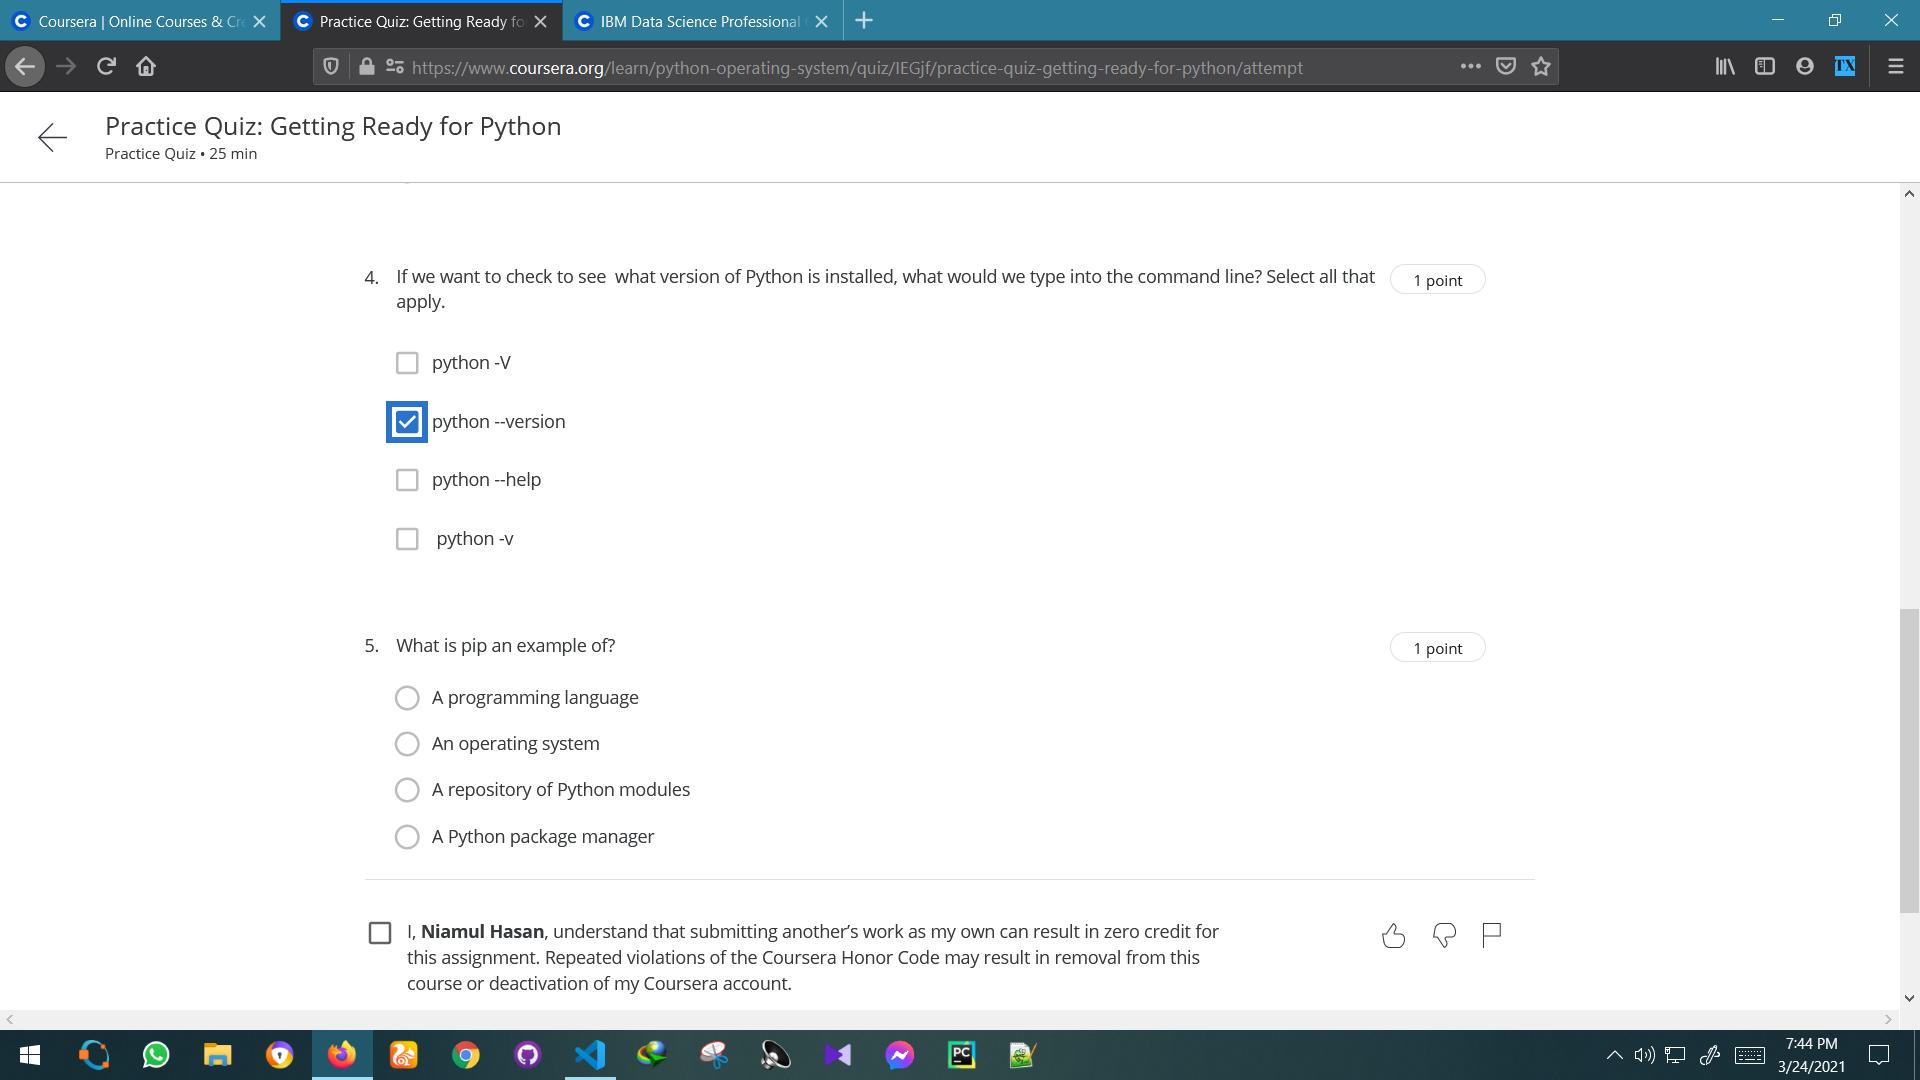 Coursera | Online Courses & Cre
Practice Quiz: Getting Ready fo
IBM Data Science Professional
https://www.coursera.org/learn/python-operating-system/quiz/IEGjf/practice-quiz-getting-ready-for-python/attempt
TX
Practice Quiz: Getting Ready for Python
Practice Quiz • 25 min
4. If we want to check to see what version of Python is installed, what would we type into the command line? Select all that
apply.
1 point
python -V
python --version
python --help
python -v
5. What is pip an example of?
1 point
A programming language
An operating system
A repository of Python modules
A Python package manager
I, Niamul Hasan, understand that submitting another’s work as my own can result in zero credit for
this assignment. Repeated violations of the Coursera Honor Code may result in removal from this
course or deactivation of my Coursera account.
PC
7:44 PM
3/24/2021